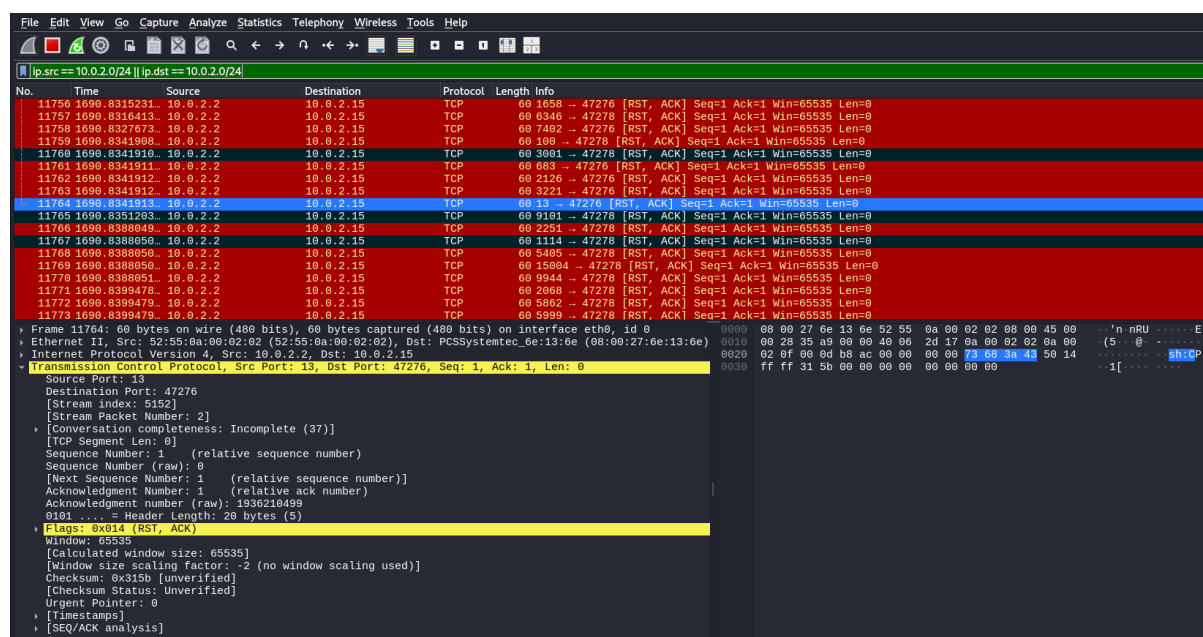 File Edit View Go Capture Analyze Statistics Telephony Wireless Tools Help
ip.src == 10.0.2.0/24 || ip.dst == 10.0.2.0/24
No. Time Source Destination Protocol Length Info
11756 1690.8315231… 10.0.2.2 10.0.2.15 TCP 60 1658 → 47276 [RST, ACK] Seq=1 Ack=1 Win=65535 Len=0
11757 1690.8316413… 10.0.2.2 10.0.2.15 TCP 60 6346 → 47278 [RST, ACK] Seq=1 Ack=1 Win=65535 Len=0
11758 1690.8327673… 10.0.2.2 10.0.2.15 TCP 60 7402 → 47276 [RST, ACK] Seq=1 Ack=1 Win=65535 Len=0
11759 1690.8341908… 10.0.2.2 10.0.2.15 TCP 60 100 → 47278 [RST, ACK] Seq=1 Ack=1 Win=65535 Len=0
11760 1690.8341910… 10.0.2.2 10.0.2.15 TCP 60 3001 → 47278 [RST, ACK] Seq=1 Ack=1 Win=65535 Len=0
11761 1690.8341911… 10.0.2.2 10.0.2.15 TCP 60 683 → 47276 [RST, ACK] Seq=1 Ack=1 Win=65535 Len=0
11762 1690.8341912… 10.0.2.2 10.0.2.15 TCP 60 2126 → 47276 [RST, ACK] Seq=1 Ack=1 Win=65535 Len=0
11763 1690.8341912… 10.0.2.2 10.0.2.15 TCP 60 3221 → 47276 [RST, ACK] Seq=1 Ack=1 Win=65535 Len=0
11764 1690.8341913… 10.0.2.2 10.0.2.15 TCP 60 13 → 47276 [RST, ACK] Seq=1 Ack=1 Win=65535 Len=0
11765 1690.8351203… 10.0.2.2 10.0.2.15 TCP 60 9101 → 47278 [RST, ACK] Seq=1 Ack=1 Win=65535 Len=0
11766 1690.8388049… 10.0.2.2 10.0.2.15 TCP 60 2251 → 47278 [RST, ACK] Seq=1 Ack=1 Win=65535 Len=0
11767 1690.8388050… 10.0.2.2 10.0.2.15 TCP 60 1114 → 47278 [RST, ACK] Seq=1 Ack=1 Win=65535 Len=0
11768 1690.8388050… 10.0.2.2 10.0.2.15 TCP 60 5405 → 47278 [RST, ACK] Seq=1 Ack=1 Win=65535 Len=0
11769 1690.8388050… 10.0.2.2 10.0.2.15 TCP 60 15004 → 47278 [RST, ACK] Seq=1 Ack=1 Win=65535 Len=0
11770 1690.8388051… 10.0.2.2 10.0.2.15 TCP 60 9944 → 47278 [RST, ACK] Seq=1 Ack=1 Win=65535 Len=0
11771 1690.8399478… 10.0.2.2 10.0.2.15 TCP 60 2068 → 47278 [RST, ACK] Seq=1 Ack=1 Win=65535 Len=0
11772 1690.8399479… 10.0.2.2 10.0.2.15 TCP 60 5862 → 47278 [RST, ACK] Seq=1 Ack=1 Win=65535 Len=0
11773 1690.8399479… 10.0.2.2 10.0.2.15 TCP 60 5999 → 47278 [RST, ACK] Seq=1 Ack=1 Win=65535 Len=0
Frame 11764: 60 bytes on wire (480 bits), 60 bytes captured (480 bits) on interface eth0, id 0
Ethernet II, Src: 52:55:0a:00:02:02 (52:55:0a:00:02:02), Dst: PCSSystemtec_6e:13:6e (08:00:27:6e:13:6e)
Internet Protocol Version 4, Src: 10.0.2.2, Dst: 10.0.2.15
Transmission Control Protocol, Src Port: 13, Dst Port: 47276, Seq: 1, Ack: 1, Len: 0
Source Port: 13
Destination Port: 47276
[Stream index: 5152]
[Stream Packet Number: 2]
[Conversation completeness: Incomplete (37)]
[TCP Segment Len: 0]
Sequence Number: 1 (relative sequence number)
Sequence Number (raw): 0
[Next Sequence Number: 1 (relative sequence number)]
Acknowledgment Number: 1 (relative ack number)
Acknowledgment number (raw): 1936210499
0101 .... = Header Length: 20 bytes (5)
Flags: 0x014 (RST, ACK)
Window: 65535
[Calculated window size: 65535]
[Window size scaling factor: -2 (no window scaling used)]
Checksum: 0x315b [unverified]
[Checksum Status: Unverified]
Urgent Pointer: 0
[Timestamps]
[SEQ/ACK analysis]
0000 08 00 27 6e 13 6e 52 55 0a 00 02 02 08 00 45 00 ··'n·nRU ······E·
0010 00 28 35 a9 00 00 40 06 2d 17 0a 00 02 02 0a 00 ·(5···@· -·······
0020 02 0f 00 0d b8 ac 00 00 00 00 73 68 3a 43 50 14 ········ ··sh:CP·
0030 ff ff 31 5b 00 00 00 00 00 00 00 00 ··1[···· ····